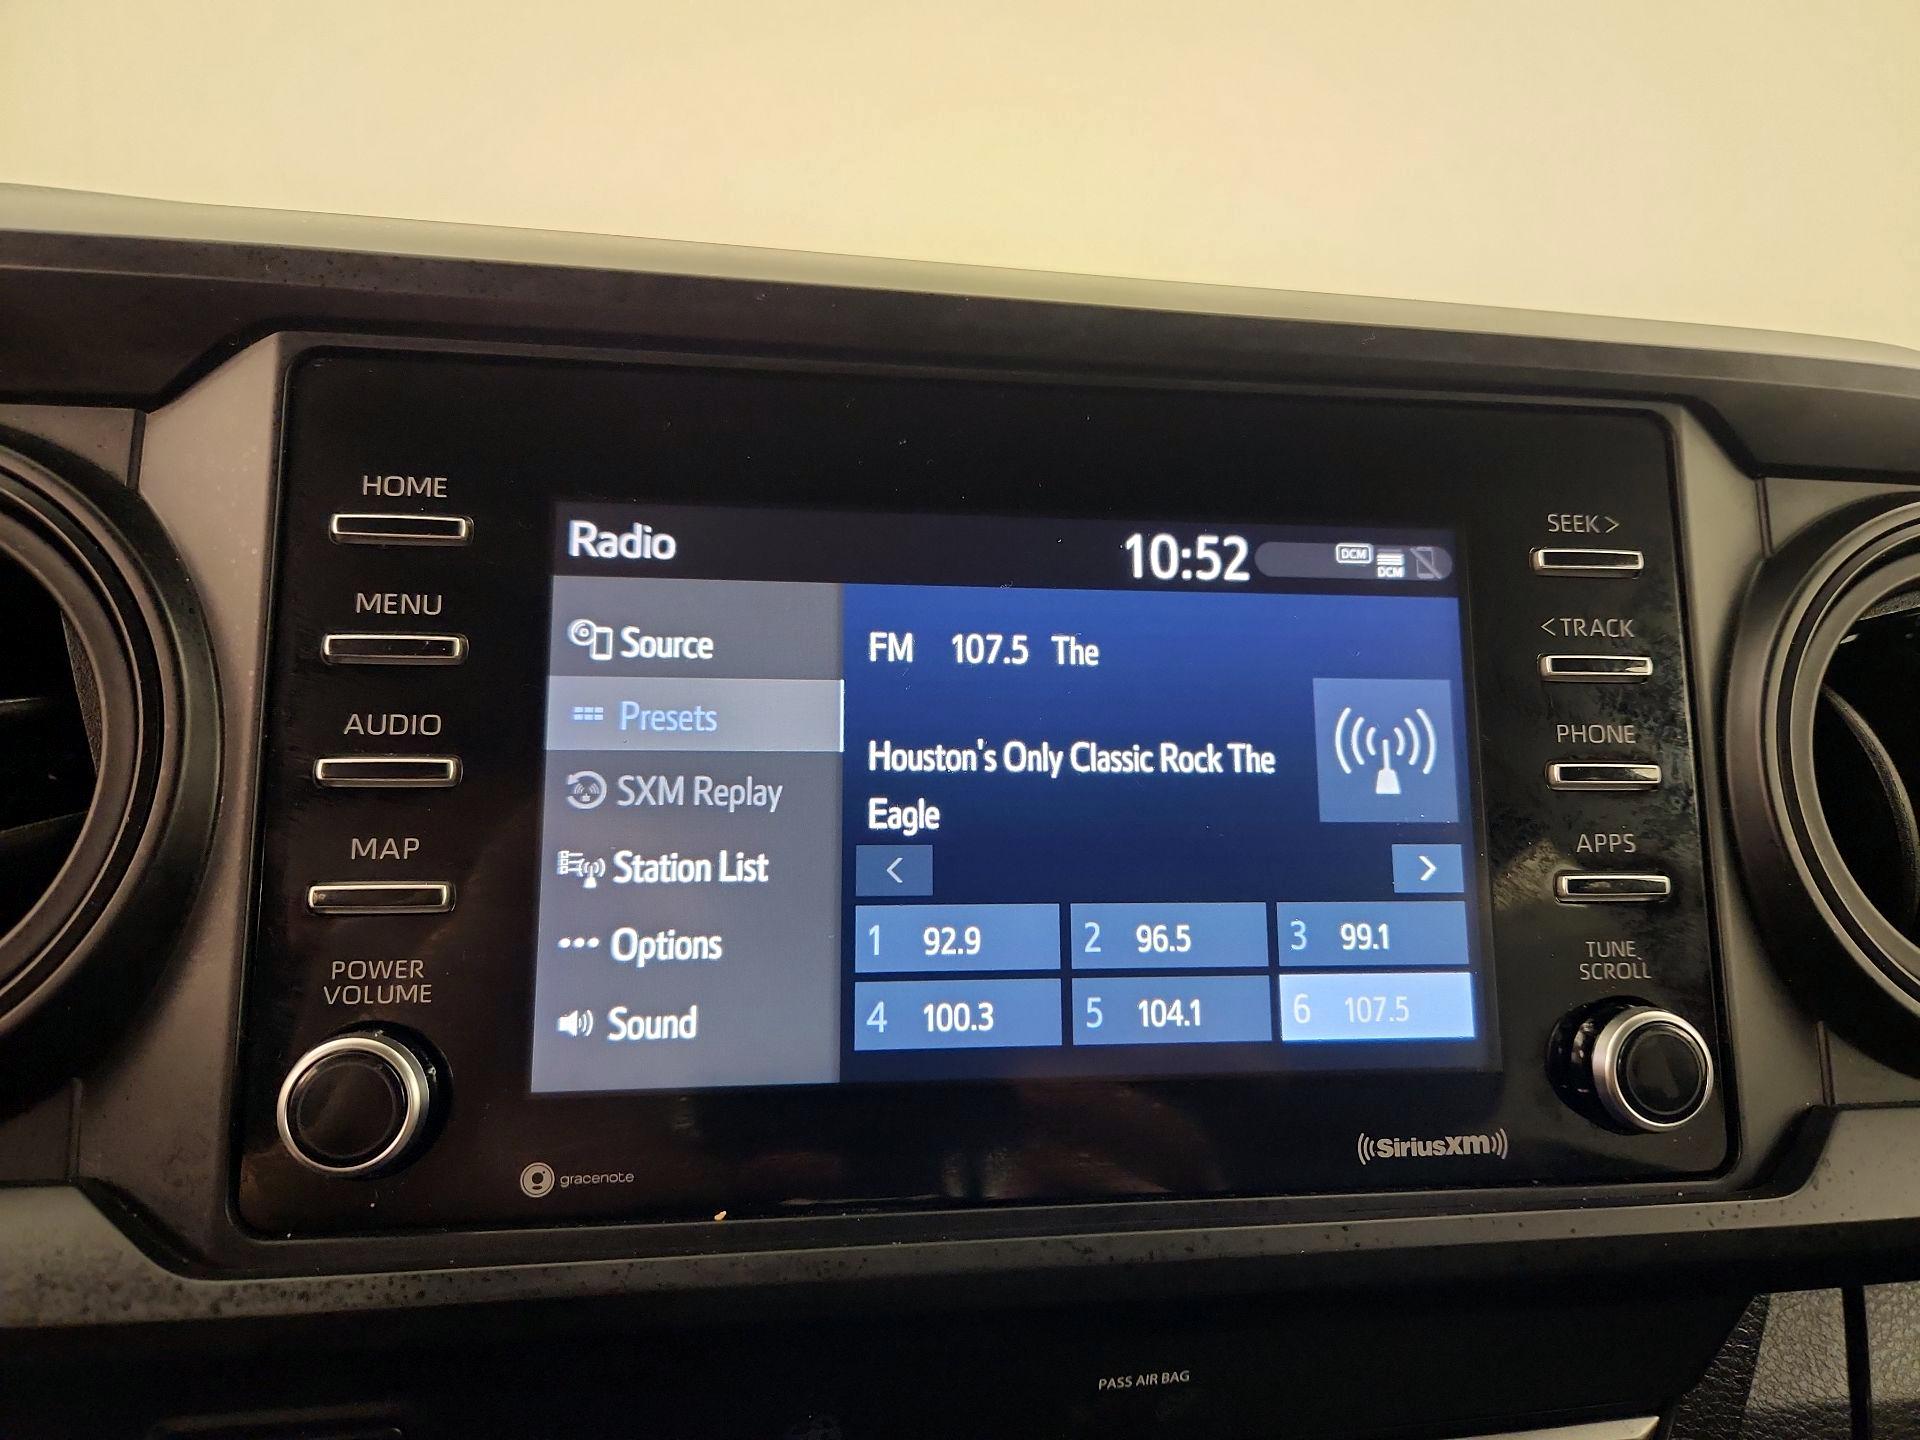 HOME
MENU
AUDIO
MAP
POWER
VOLUME
Radio
10:52
DCM
DCM
Source
Presets
SXM Replay
Station List
••• Options
Sound
FM 107.5 The
Houston's Only Classic Rock The
Eagle
<
>
1 92.9
2 96.5
3 99.1
4 100.3
5 104.1
6 107.5
SEEK >
< TRACK
PHONE
APPS
TUNE
SCROLL
g gracenote
((SiriusXM))
PASS AIR BAG